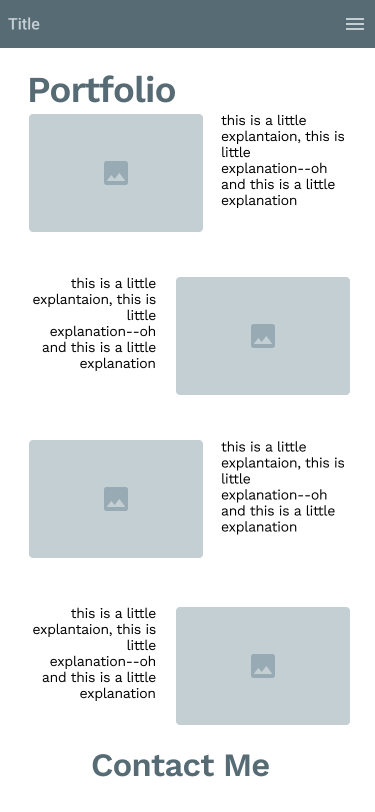 Title
Portfolio
this is a little
explantaion, this is
little
explanation--oh
and this is a little
explanation
this is a little
explantaion, this is
little
explanation--oh
and this is a little
explanation
this is a little
explantaion, this is
little
explanation--oh
and this is a little
explanation
this is a little
explantaion, this is
little
explanation--oh
and this is a little
explanation
Contact Me